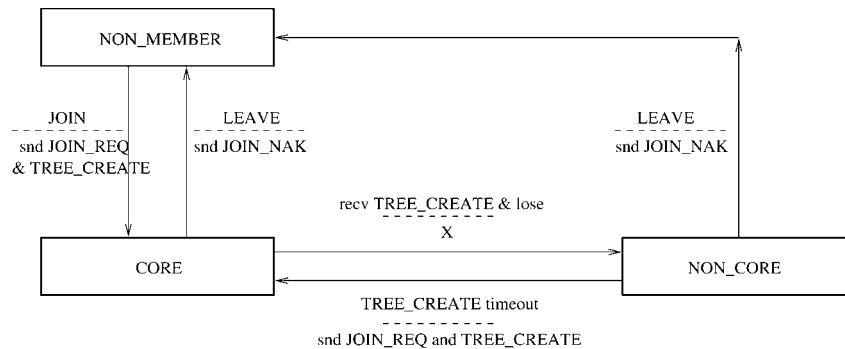 NON_MEMBER
JOIN
snd JOIN_REQ
& TREE_CREATE
LEAVE
snd JOIN_NAK
LEAVE
snd JOIN_NAK
recv TREE_CREATE & lose
X
CORE
NON_CORE
TREE_CREATE timeout
snd JOIN_REQ and TREE_CREATE